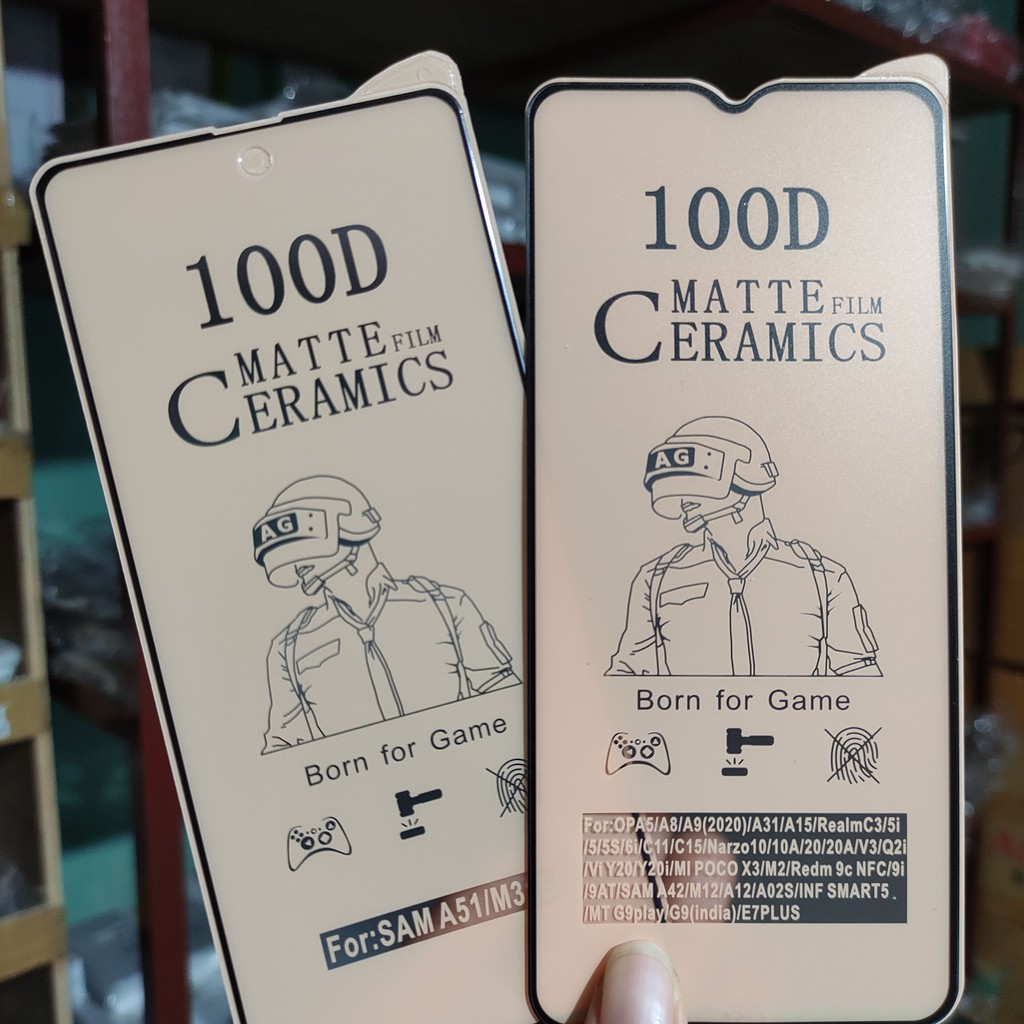 100D
MATTE FILM
CERAMICS
AG
Born for Game
For:SAM A51/M3
100D
MATTE FILM
CERAMICS
AG
Born for Game
For:OPA5/A8/A9(2020)/A31/A15/RealmC3/5i
/5/5S/6i/C11/C15/Narzo10/10A/20/20A/V3/Q2i
/VIY20/Y20i/MI POCO X3/M2/Redm 9c NFC/9i
/9AT/SAM A42/M12/A12/A02S/INF SMART5
/MT G9play/G9(india)/E7PLUS